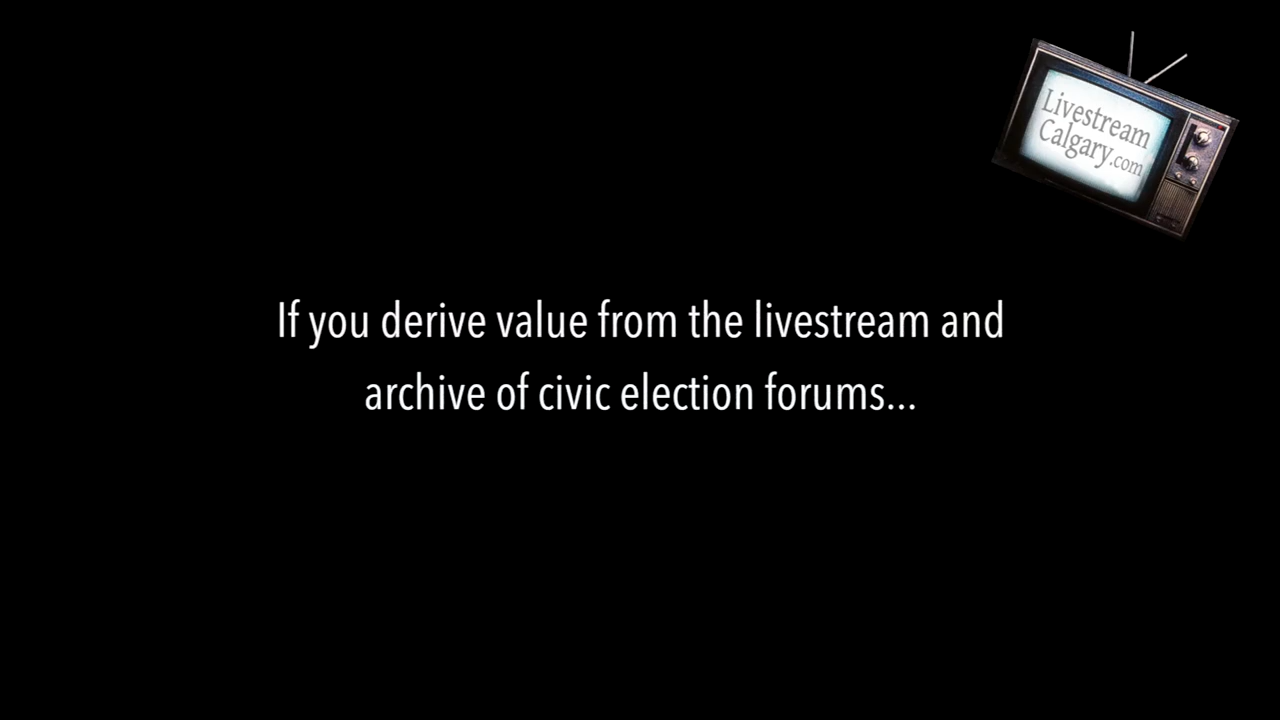 Livestream
Calgary.com
If you derive value from the livestream and
archive of civic election forums...